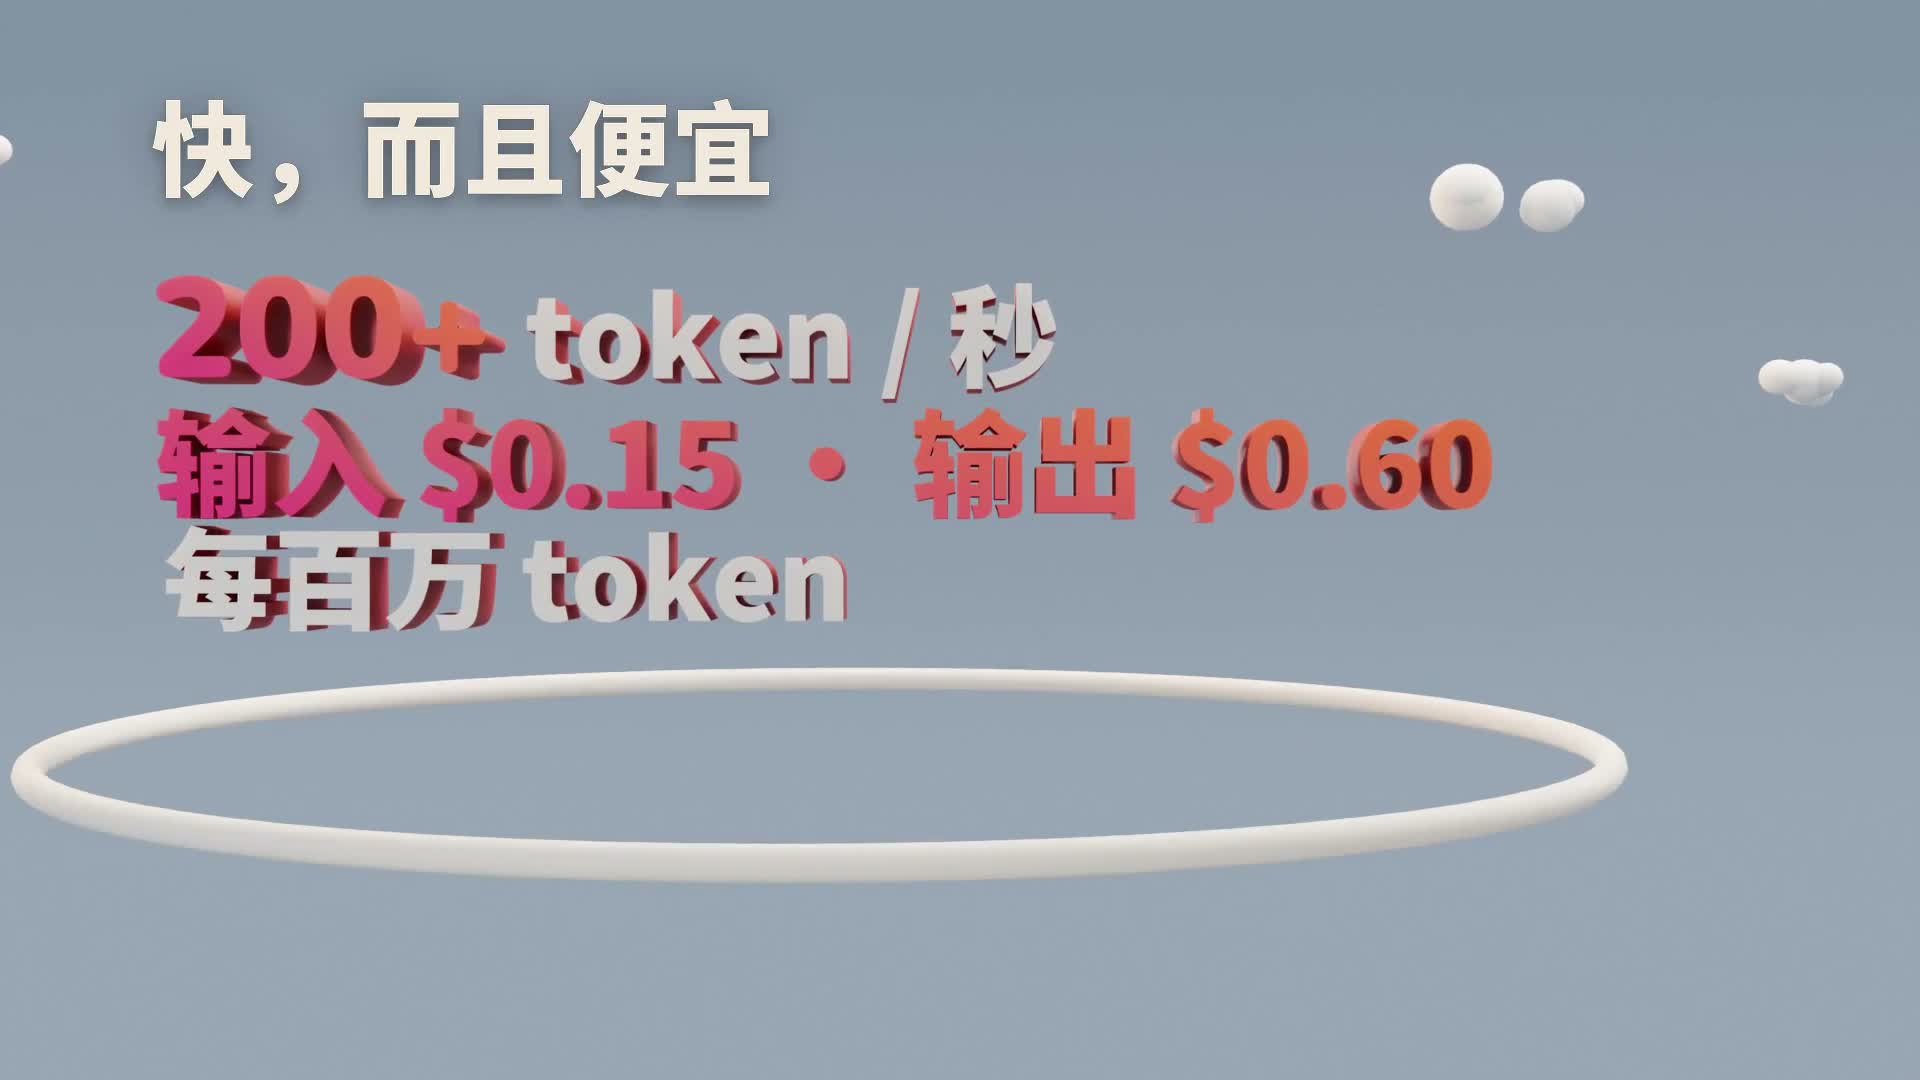 快，而且便宜
200+ token / 秒
输入 $0.15 · 输出 $0.60
每百万 token